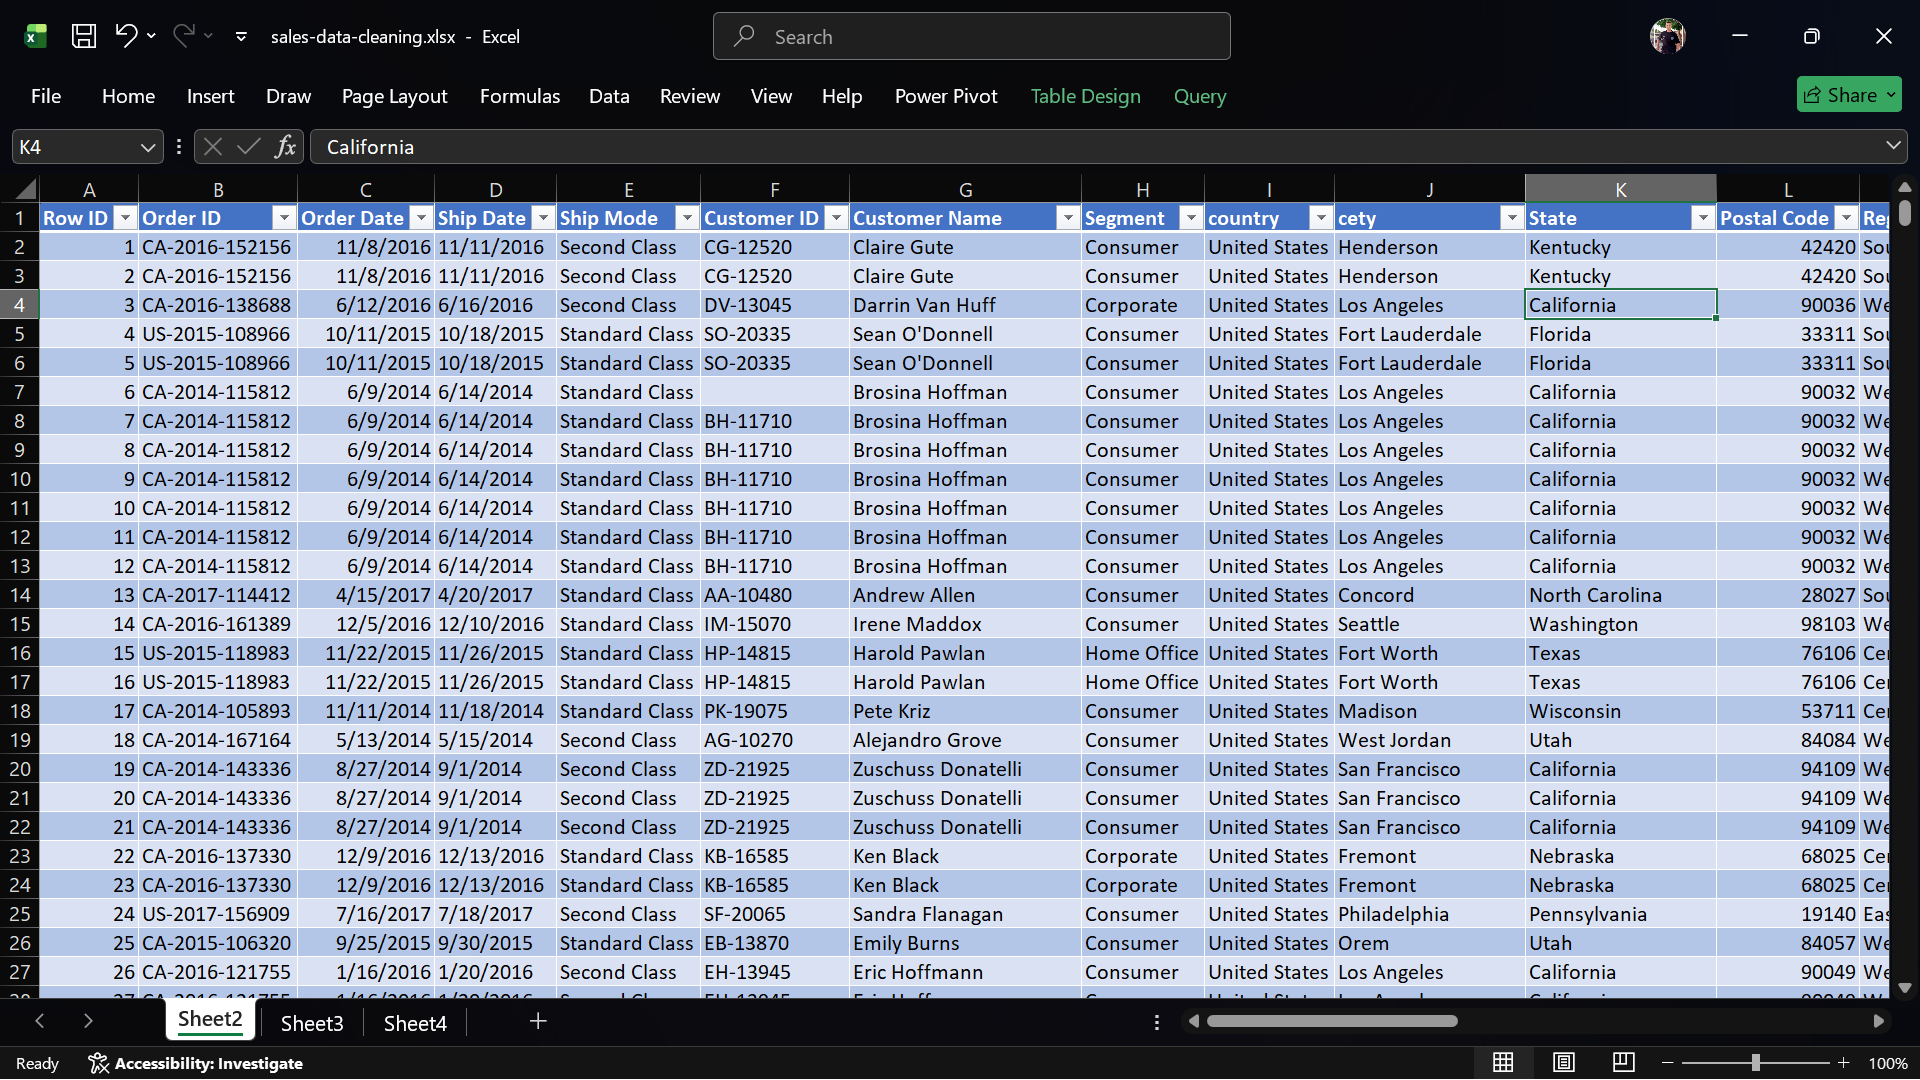 sales-data-cleaning.xlsx - Excel
Search
File Home Insert Draw Page Layout Formulas Data Review View Help Power Pivot Table Design Query Share
K4 fx California
A B C D E F G H I J K L
1 Row ID Order ID Order Date Ship Date Ship Mode Customer ID Customer Name Segment country cety State Postal Code
2 1 CA-2016-152156 11/8/2016 11/11/2016 Second Class CG-12520 Claire Gute Consumer United States Henderson Kentucky 42420
3 2 CA-2016-152156 11/8/2016 11/11/2016 Second Class CG-12520 Claire Gute Consumer United States Henderson Kentucky 42420
4 3 CA-2016-138688 6/12/2016 6/16/2016 Second Class DV-13045 Darrin Van Huff Corporate United States Los Angeles California 90036
5 4 US-2015-108966 10/11/2015 10/18/2015 Standard Class SO-20335 Sean O'Donnell Consumer United States Fort Lauderdale Florida 33311
6 5 US-2015-108966 10/11/2015 10/18/2015 Standard Class SO-20335 Sean O'Donnell Consumer United States Fort Lauderdale Florida 33311
7 6 CA-2014-115812 6/9/2014 6/14/2014 Standard Class Brosina Hoffman Consumer United States Los Angeles California 90032
8 7 CA-2014-115812 6/9/2014 6/14/2014 Standard Class BH-11710 Brosina Hoffman Consumer United States Los Angeles California 90032
9 8 CA-2014-115812 6/9/2014 6/14/2014 Standard Class BH-11710 Brosina Hoffman Consumer United States Los Angeles California 90032
10 9 CA-2014-115812 6/9/2014 6/14/2014 Standard Class BH-11710 Brosina Hoffman Consumer United States Los Angeles California 90032
11 10 CA-2014-115812 6/9/2014 6/14/2014 Standard Class BH-11710 Brosina Hoffman Consumer United States Los Angeles California 90032
12 11 CA-2014-115812 6/9/2014 6/14/2014 Standard Class BH-11710 Brosina Hoffman Consumer United States Los Angeles California 90032
13 12 CA-2014-115812 6/9/2014 6/14/2014 Standard Class BH-11710 Brosina Hoffman Consumer United States Los Angeles California 90032
14 13 CA-2017-114412 4/15/2017 4/20/2017 Standard Class AA-10480 Andrew Allen Consumer United States Concord North Carolina 28027
15 14 CA-2016-161389 12/5/2016 12/10/2016 Standard Class IM-15070 Irene Maddox Consumer United States Seattle Washington 98103
16 15 US-2015-118983 11/22/2015 11/26/2015 Standard Class HP-14815 Harold Pawlan Home Office United States Fort Worth Texas 76106
17 16 US-2015-118983 11/22/2015 11/26/2015 Standard Class HP-14815 Harold Pawlan Home Office United States Fort Worth Texas 76106
18 17 CA-2014-105893 11/11/2014 11/18/2014 Standard Class PK-19075 Pete Kriz Consumer United States Madison Wisconsin 53711
19 18 CA-2014-167164 5/13/2014 5/15/2014 Second Class AG-10270 Alejandro Grove Consumer United States West Jordan Utah 84084
20 19 CA-2014-143336 8/27/2014 9/1/2014 Second Class ZD-21925 Zuschuss Donatelli Consumer United States San Francisco California 94109
21 20 CA-2014-143336 8/27/2014 9/1/2014 Second Class ZD-21925 Zuschuss Donatelli Consumer United States San Francisco California 94109
22 21 CA-2014-143336 8/27/2014 9/1/2014 Second Class ZD-21925 Zuschuss Donatelli Consumer United States San Francisco California 94109
23 22 CA-2016-137330 12/9/2016 12/13/2016 Standard Class KB-16585 Ken Black Corporate United States Fremont Nebraska 68025
24 23 CA-2016-137330 12/9/2016 12/13/2016 Standard Class KB-16585 Ken Black Corporate United States Fremont Nebraska 68025
25 24 US-2017-156909 7/16/2017 7/18/2017 Second Class SF-20065 Sandra Flanagan Consumer United States Philadelphia Pennsylvania 19140
26 25 CA-2015-106320 9/25/2015 9/30/2015 Standard Class EB-13870 Emily Burns Consumer United States Orem Utah 84057
27 26 CA-2016-121755 1/16/2016 1/20/2016 Second Class EH-13945 Eric Hoffmann Consumer United States Los Angeles California 90049
Sheet2 Sheet3 Sheet4
Ready Accessibility: Investigate 100%